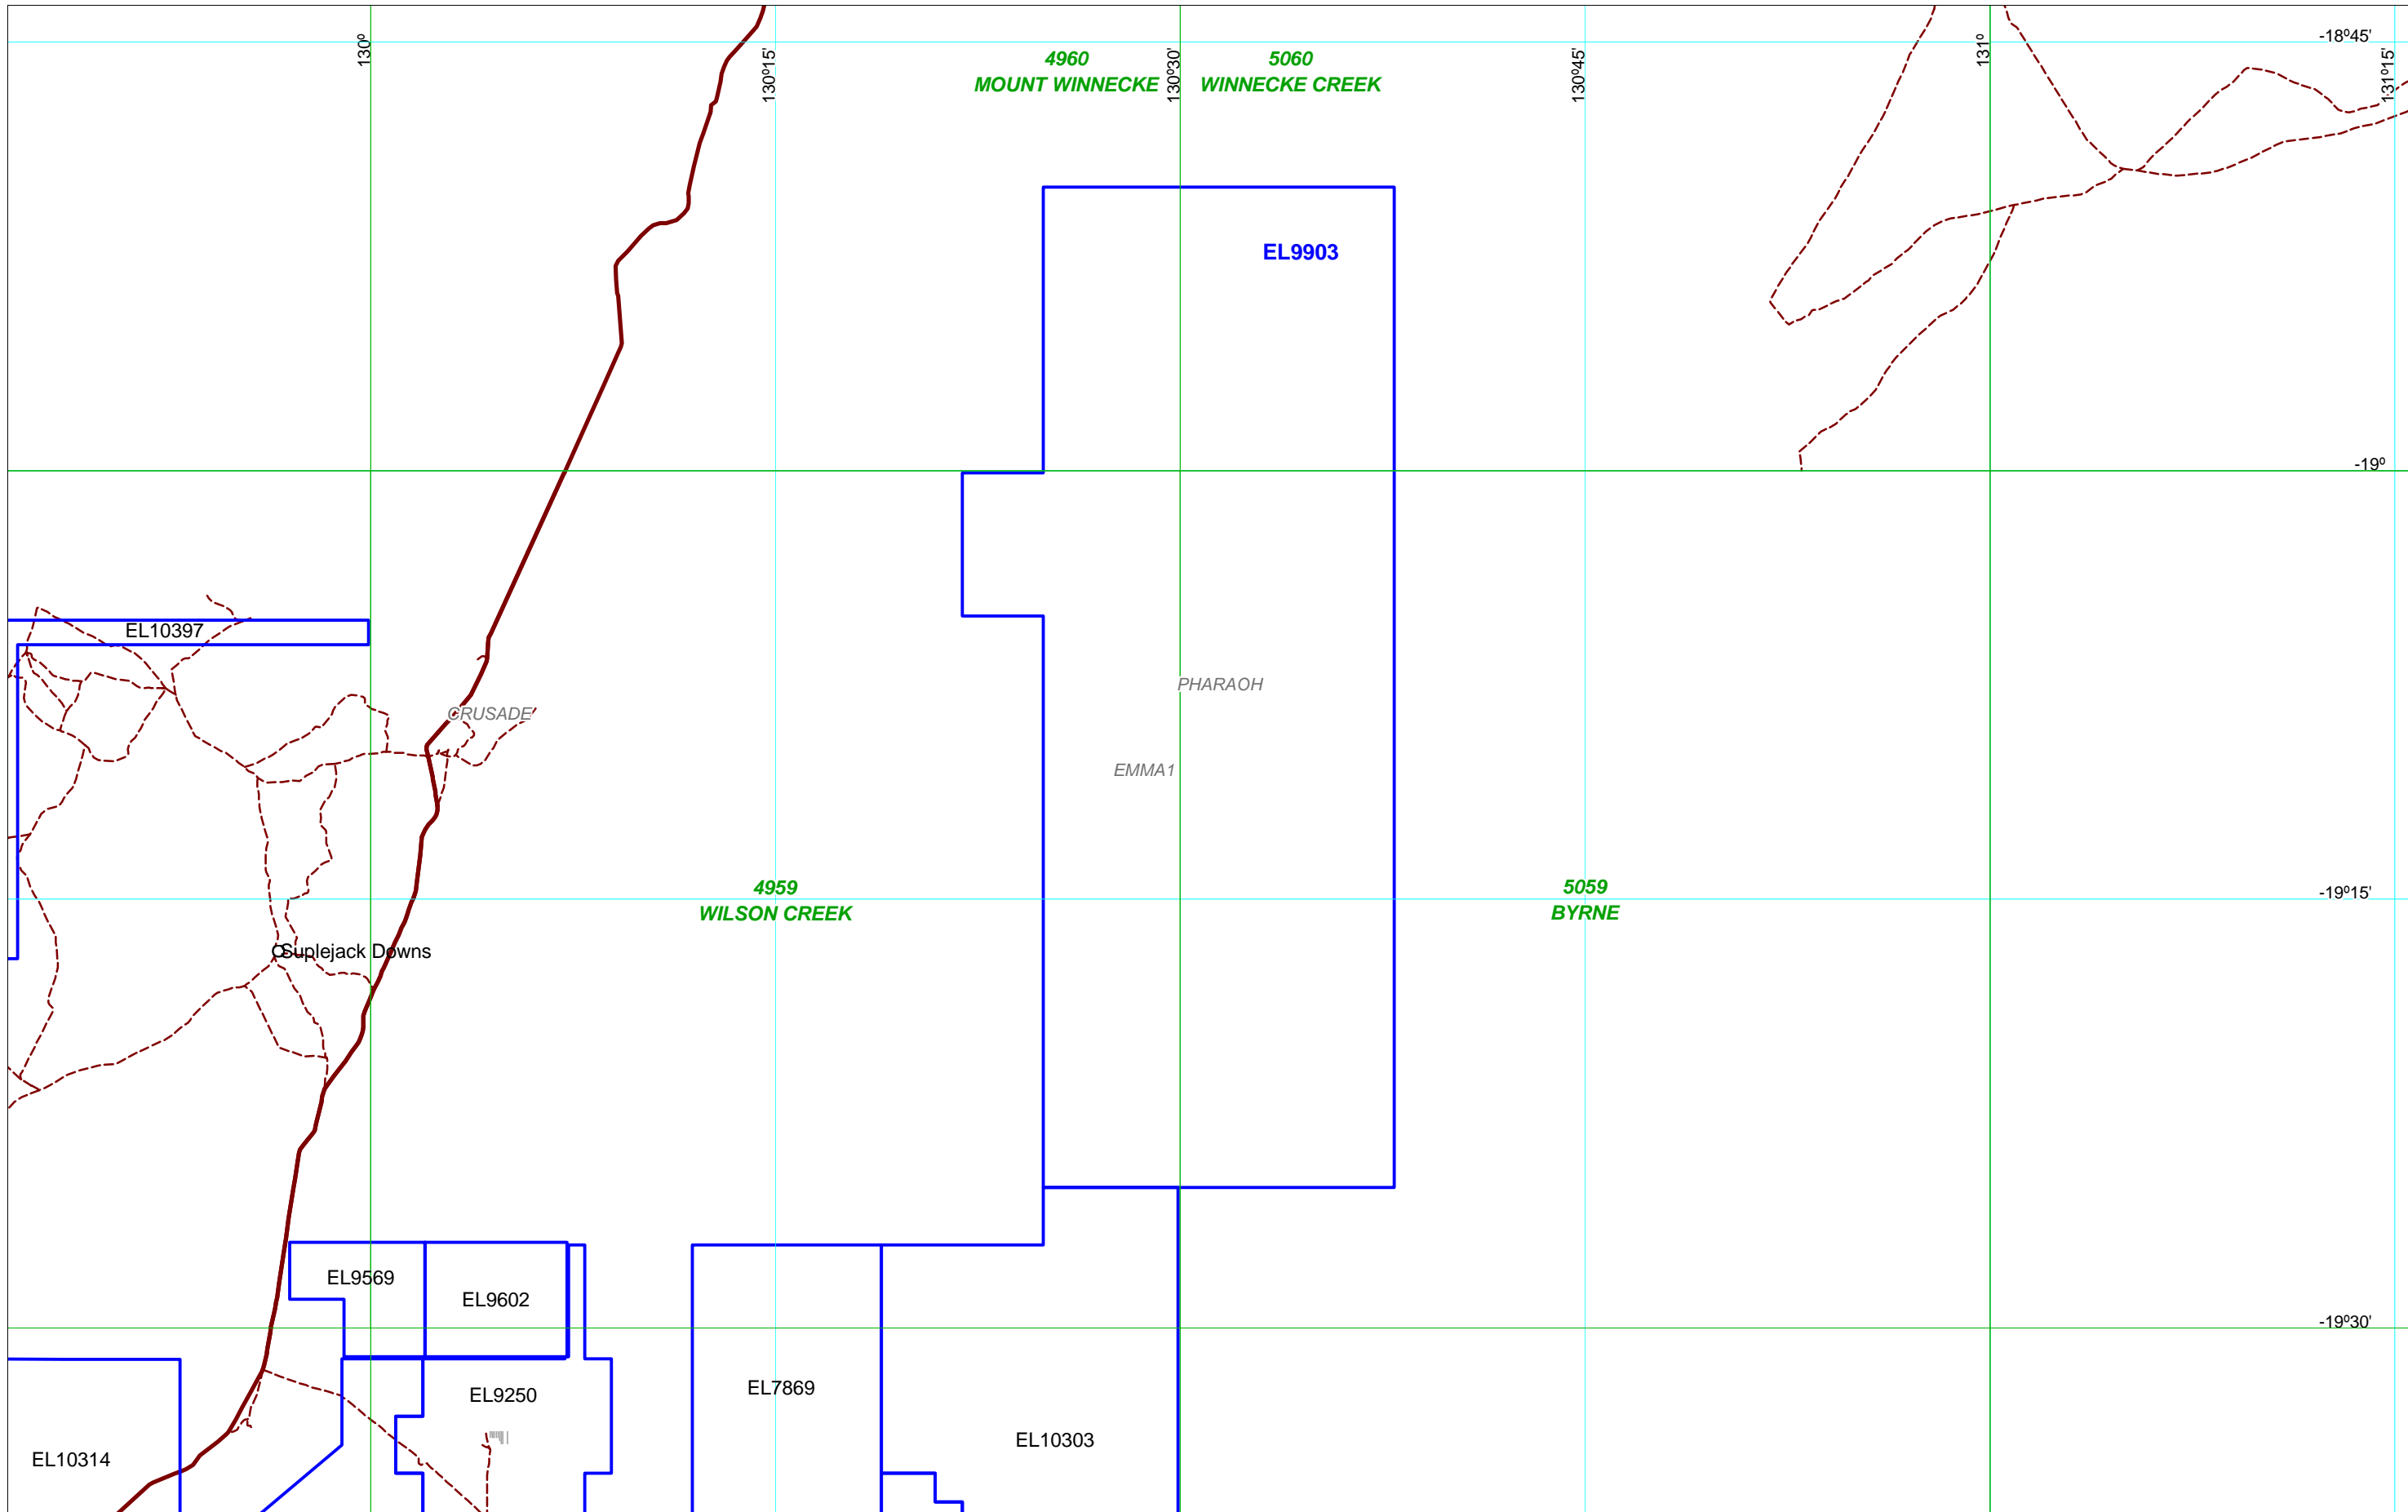 130º
130º15'
130º30'
130º45'
131º
131º15'
-18º45'
4960
MOUNT WINNECKE
5060
WINNECKE CREEK
EL9903
-19º
EL10397
PHARAOH
CRUSADE
EMMA1
4959
WILSON CREEK
5059
BYRNE
-19º15'
Suplejack Downs
EL9569
EL9602
-19º30'
EL7869
EL9250
EL10303
EL10314